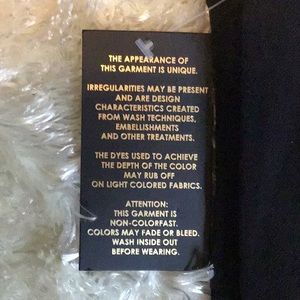 THE APPEARANCE OF
THIS GARMENT IS UNIQUE.
IRREGULARITIES MAY BE PRESENT
AND ARE DESIGN
CHARACTERISTICS CREATED
FROM WASH TECHNIQUES,
EMBELLISHMENTS
AND OTHER TREATMENTS.
THE DYES USED TO ACHIEVE
THE DEPTH OF THE COLOR
MAY RUB OFF
ON LIGHT COLORED FABRICS.
ATTENTION:
THIS GARMENT IS
NON-COLORFAST.
COLORS MAY FADE OR BLEED.
WASH INSIDE OUT
BEFORE WEARING.